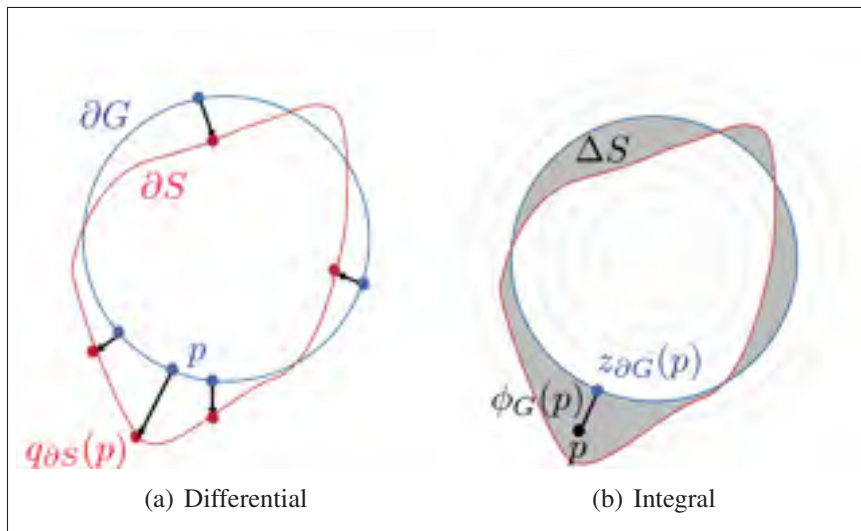 ∂G
∂S
p
q∂S(p)
(a) Differential
ΔS
z∂G(p)
ϕG(p)
p
(b) Integral